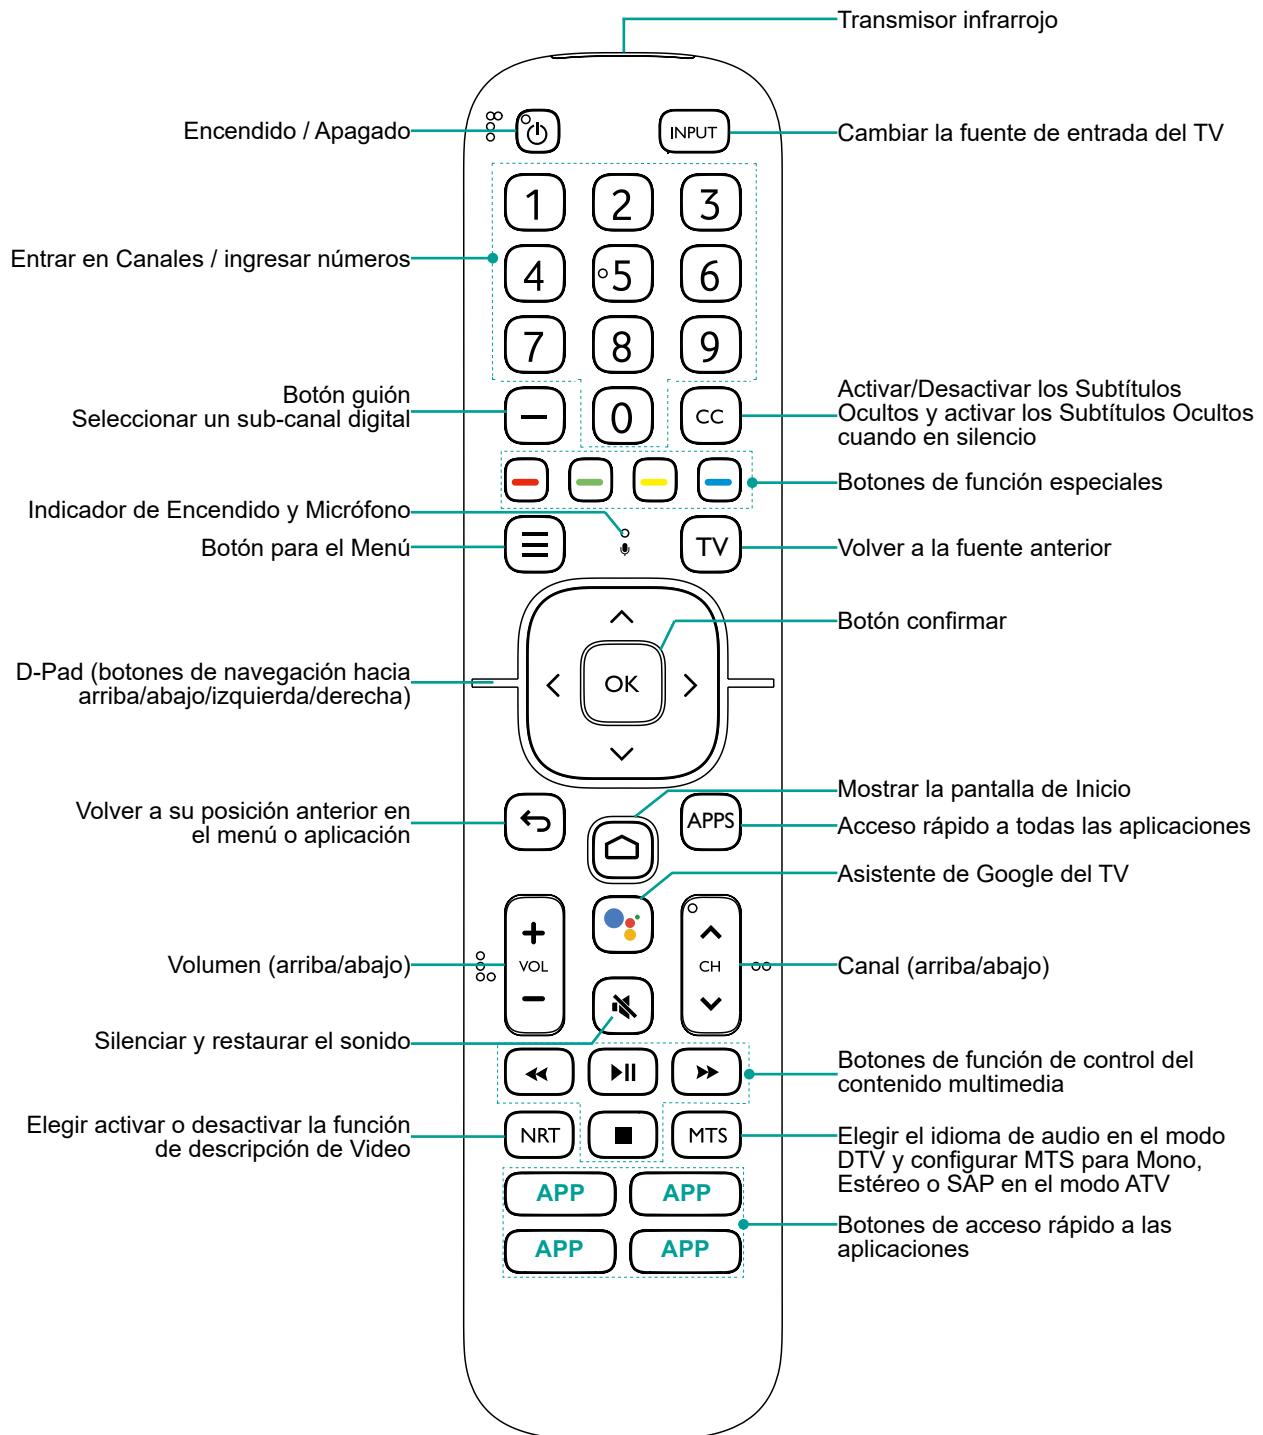 Transmisor infrarrojo
Encendido / Apagado
INPUT
Cambiar la fuente de entrada del TV
1 2 3
Entrar en Canales / ingresar números
4 5 6
7 8 9
Botón guión
Seleccionar un sub-canal digital
0
CC
Activar/Desactivar los Subtítulos
Ocultos y activar los Subtítulos Ocultos
cuando en silencio
Botones de función especiales
Indicador de Encendido y Micrófono
Botón para el Menú
TV
Volver a la fuente anterior
Botón confirmar
D-Pad (botones de navegación hacia
arriba/abajo/izquierda/derecha)
OK
Mostrar la pantalla de Inicio
Volver a su posición anterior en
el menú o aplicación
APPS
Acceso rápido a todas las aplicaciones
Asistente de Google del TV
Volumen (arriba/abajo)
VOL
CH
Canal (arriba/abajo)
Silenciar y restaurar el sonido
Botones de función de control del
contenido multimedia
Elegir activar o desactivar la función
de descripción de Video
NRT
MTS
Elegir el idioma de audio en el modo
DTV y configurar MTS para Mono,
Estéreo o SAP en el modo ATV
APP APP
APP APP
Botones de acceso rápido a las
aplicaciones